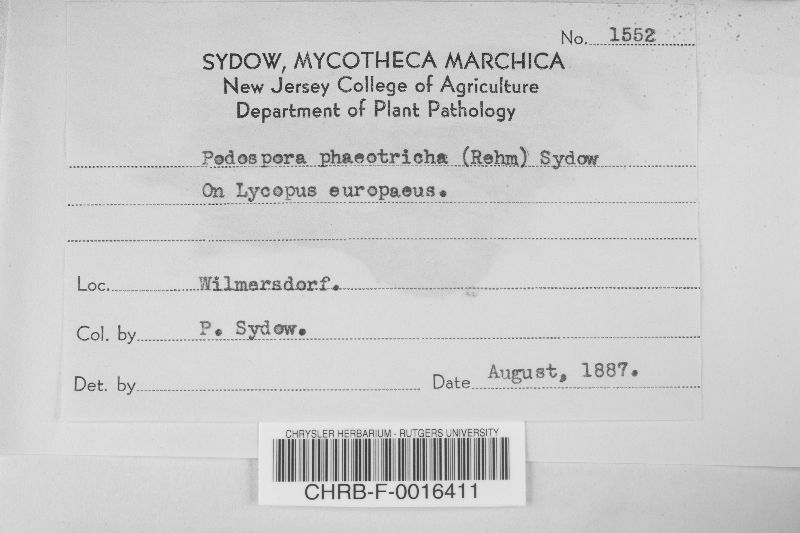 No. 1552
SYDOW, MYCOTHECA MARCHICA
New Jersey College of Agriculture
Department of Plant Pathology
Podospora phaeotricha (Rehm) Sydow
On Lycopus europaeus.
Loc. Wilmersdorf.
Col. by P. Sydow.
Det. by Date August, 1887.
CHRYSLER HERBARIUM - RUTGERS UNIVERSITY
CHRB-F-0016411